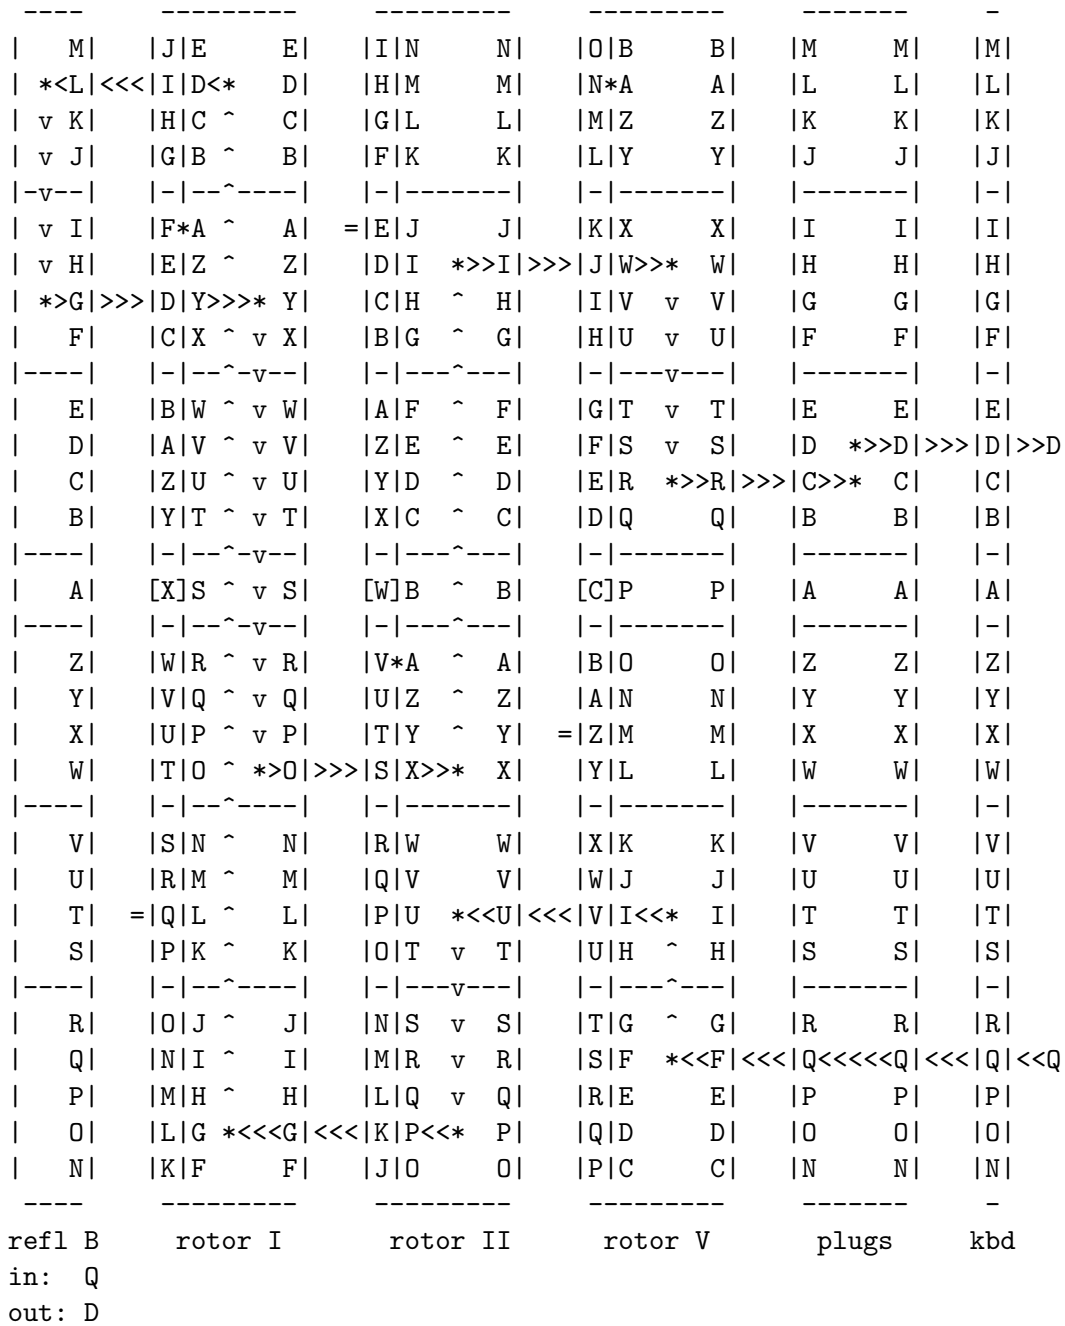 ----    ---------     ---------     ---------     -------    -
|   M|  |J|E    E|   |I|N     N|   |O|B     B|   |M     M|  |M|
| *<L|<<<|I|D<*  D|   |H|M     M|   |N*A     A|   |L     L|  |L|
| v K|  |H|C ^  C|   |G|L     L|   |M|Z     Z|   |K     K|  |K|
| v J|  |G|B ^  B|   |F|K     K|   |L|Y     Y|   |J     J|  |J|
|-v--|  |-|--^----|   |-|-------|   |-|-------|   |-------|  |-|
| v I|  |F*A ^   A|  =|E|J     J|   |K|X     X|   |I     I|  |I|
| v H|  |E|Z ^   Z|   |D|I  *>>I|>>>|J|W>>*  W|   |H     H|  |H|
| *>G|>>>|D|Y>>>* Y|   |C|H  ^  H|   |I|V  v  V|   |G     G|  |G|
|   F|  |C|X ^ v X|   |B|G  ^  G|   |H|U  v  U|   |F     F|  |F|
|----|  |-|--^-v--|   |-|---^---|   |-|---v---|   |-------|  |-|
|   E|  |B|W ^ v W|   |A|F  ^  F|   |G|T  v  T|   |E     E|  |E|
|   D|  |A|V ^ v V|   |Z|E  ^  E|   |F|S  v  S|   |D  *>>D|>>>|D|>>D
|   C|  |Z|U ^ v U|   |Y|D  ^  D|   |E|R  *>>R|>>>|C>>*  C|  |C|
|   B|  |Y|T ^ v T|   |X|C  ^  C|   |D|Q     Q|   |B     B|  |B|
|----|  |-|--^-v--|   |-|---^---|   |-|-------|   |-------|  |-|
|   A|  [X]S ^ v S|   [W]B  ^  B|   [C]P     P|   |A     A|  |A|
|----|  |-|--^-v--|   |-|---^---|   |-|-------|   |-------|  |-|
|   Z|  |W|R ^ v R|   |V*A  ^  A|   |B|O     O|   |Z     Z|  |Z|
|   Y|  |V|Q ^ v Q|   |U|Z  ^  Z|   |A|N     N|   |Y     Y|  |Y|
|   X|  |U|P ^ v P|   |T|Y  ^  Y|  =|Z|M     M|   |X     X|  |X|
|   W|  |T|O ^ *>O|>>>|S|X>>*  X|   |Y|L     L|   |W     W|  |W|
|----|  |-|--^----|   |-|-------|   |-|-------|   |-------|  |-|
|   V|  |S|N ^   N|   |R|W     W|   |X|K     K|   |V     V|  |V|
|   U|  |R|M ^   M|   |Q|V     V|   |W|J     J|   |U     U|  |U|
|   T| =|Q|L ^   L|   |P|U  *<<U|<<<|V|I<<*  I|   |T     T|  |T|
|   S|  |P|K ^   K|   |O|T  v  T|   |U|H  ^  H|   |S     S|  |S|
|----|  |-|--^----|   |-|---v---|   |-|---^---|   |-------|  |-|
|   R|  |O|J ^   J|   |N|S  v  S|   |T|G  ^  G|   |R     R|  |R|
|   Q|  |N|I ^   I|   |M|R  v  R|   |S|F  *<<F|<<<|Q<<<<<Q|<<<|Q|<<Q
|   P|  |M|H ^   H|   |L|Q  v  Q|   |R|E     E|   |P     P|  |P|
|   O|  |L|G *<<<G|<<<|K|P<<*  P|   |Q|D     D|   |O     O|  |O|
|   N|  |K|F     F|   |J|O     O|   |P|C     C|   |N     N|  |N|
 ----    ---------     ---------     ---------     -------    -
refl B    rotor I      rotor II      rotor V       plugs     kbd
in:  Q
out: D